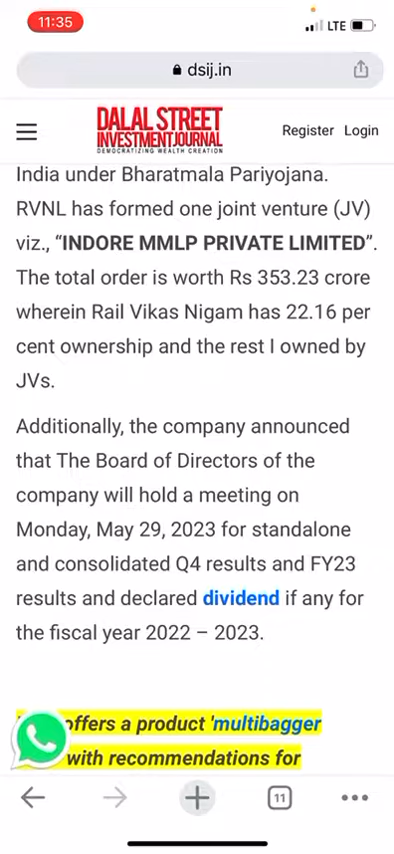 11:35
LTE
dsij.in
DALAL STREET
INVESTMENT JOURNAL
DEMOCRATIZING WEALTH CREATION
Register Login
India under Bharatmala Pariyojana.
RVNL has formed one joint venture (JV)
viz., “INDORE MMLP PRIVATE LIMITED”.
The total order is worth Rs 353.23 crore
wherein Rail Vikas Nigam has 22.16 per
cent ownership and the rest I owned by
JVs.
Additionally, the company announced
that The Board of Directors of the
company will hold a meeting on
Monday, May 29, 2023 for standalone
and consolidated Q4 results and FY23
results and declared dividend if any for
the fiscal year 2022 – 2023.
offers a product 'multibagger
with recommendations for
11